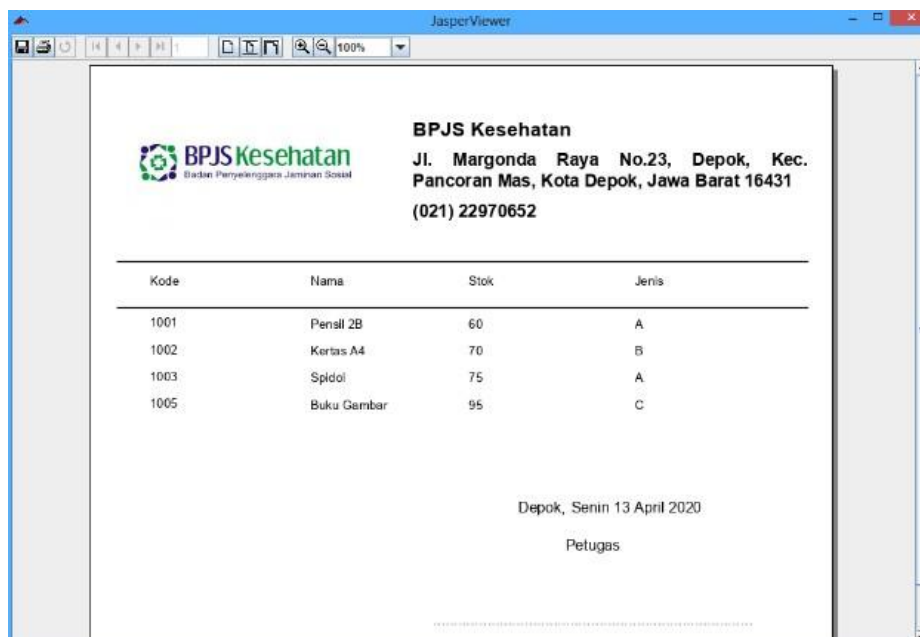 JasperViewer
1
100%
BPJS Kesehatan
Badan Penyelenggara Jaminan Sosial
BPJS Kesehatan
Jl. Margonda Raya No.23, Depok, Kec.
Pancoran Mas, Kota Depok, Jawa Barat 16431
(021) 22970652
Kode Nama Stok Jenis
1001 Pensil 2B 60 A
1002 Kertas A4 70 B
1003 Spidol 75 A
1005 Buku Gambar 95 C
Depok, Senin 13 April 2020
Petugas